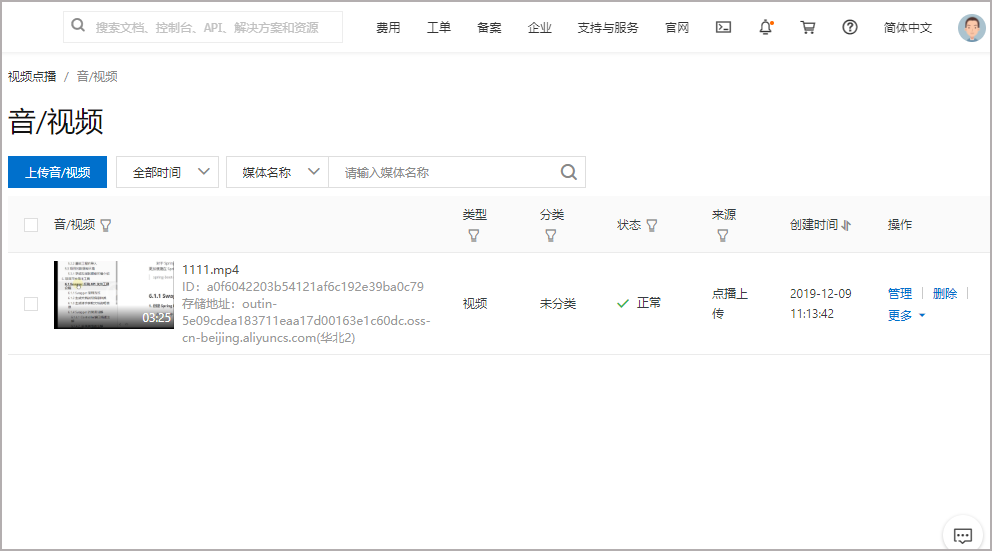 搜索文档、控制台、API、解决方案和资源
费用 工单 备案 企业 支持与服务 官网 简体中文
视频点播 / 音/视频
音/视频
上传音/视频 全部时间 媒体名称 请输入媒体名称
音/视频 类型 分类 状态 来源 创建时间 操作
03:25
6.1.1 Swag
1111.mp4
ID：a0f6042203b54121af6c192e39ba0c79
存储地址：outin-
5e09cdea183711eaa17d00163e1c60dc.oss-
cn-beijing.aliyuncs.com(华北2)
视频 未分类 正常
点播上
传
2019-12-09
11:13:42
管理 删除
更多